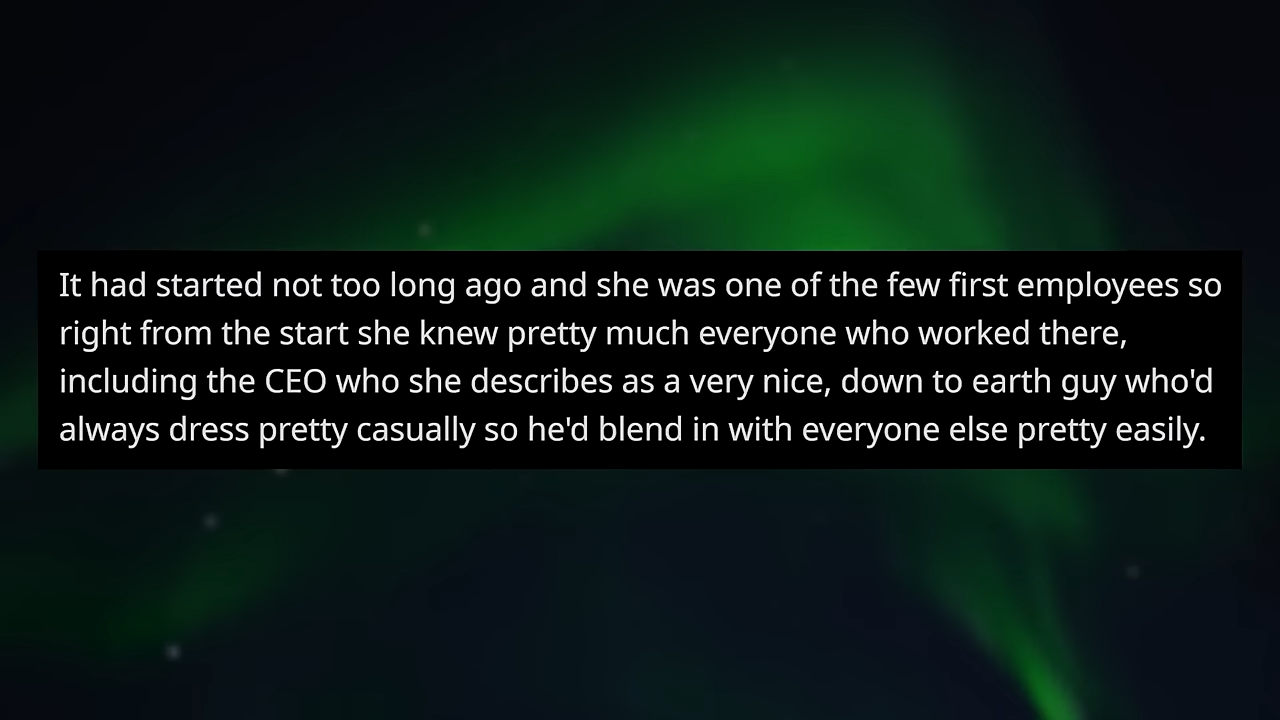 It had started not too long ago and she was one of the few first employees so
right from the start she knew pretty much everyone who worked there,
including the CEO who she describes as a very nice, down to earth guy who'd
always dress pretty casually so he'd blend in with everyone else pretty easily.